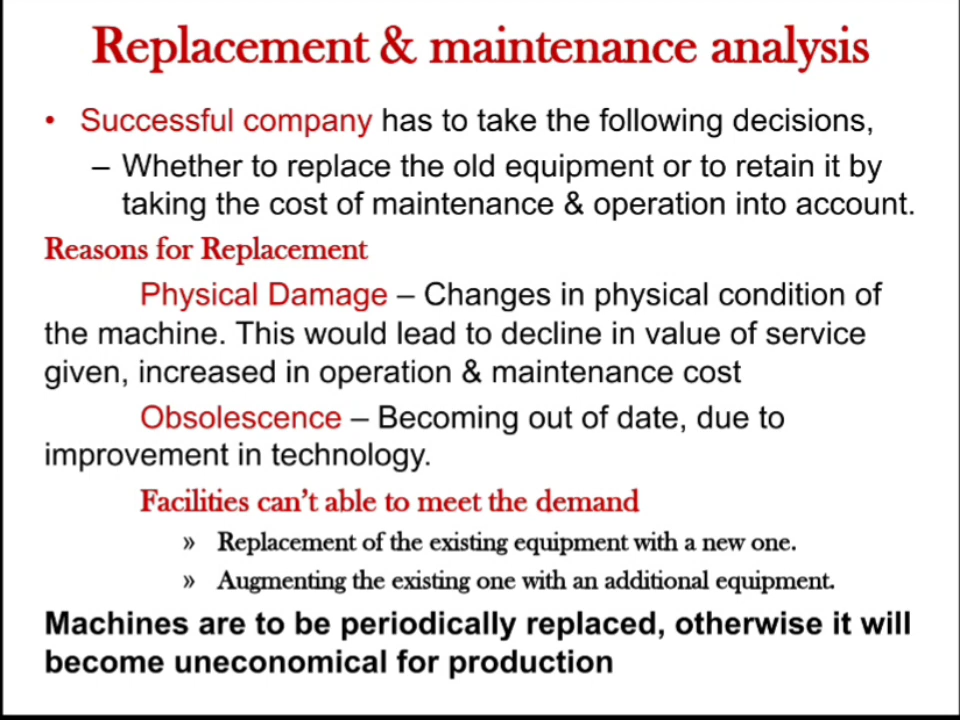 Replacement & maintenance analysis
• Successful company has to take the following decisions,
– Whether to replace the old equipment or to retain it by
taking the cost of maintenance & operation into account.
Reasons for Replacement
Physical Damage – Changes in physical condition of
the machine. This would lead to decline in value of service
given, increased in operation & maintenance cost
Obsolescence – Becoming out of date, due to
improvement in technology.
Facilities can’t able to meet the demand
» Replacement of the existing equipment with a new one.
» Augmenting the existing one with an additional equipment.
Machines are to be periodically replaced, otherwise it will
become uneconomical for production